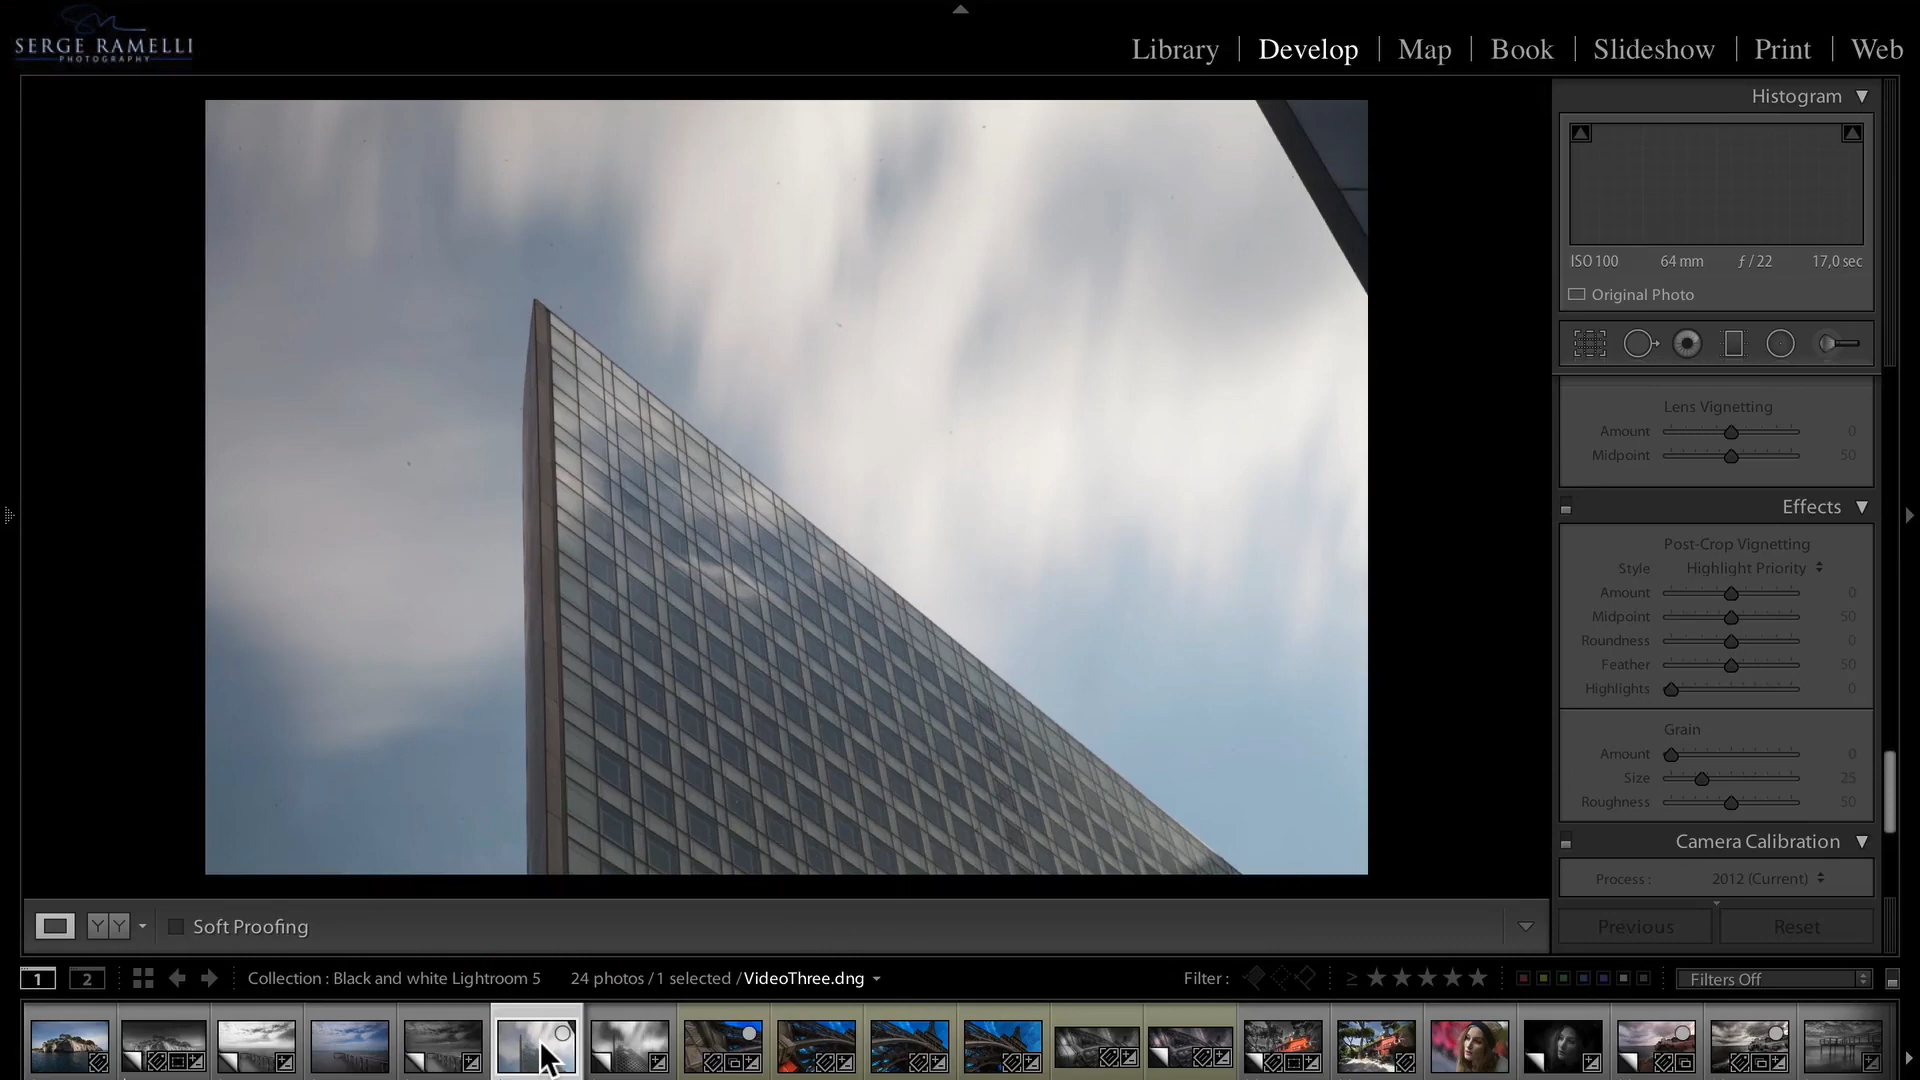 SERGE RAMELLI
PHOTOGRAPHY
Library | Develop | Map | Book | Slideshow | Print | Web
Histogram
ISO 100 64 mm ƒ / 22 17,0 sec
Original Photo
Lens Vignetting
Amount 0
Midpoint 50
Effects
Post-Crop Vignetting
Style Highlight Priority
Amount 0
Midpoint 50
Roundness 0
Feather 50
Highlights 0
Grain
Amount 0
Size 25
Roughness 50
Camera Calibration
Process : 2012 (Current)
Previous Reset
Y Y Soft Proofing
1 2 Collection : Black and white Lightroom 5 24 photos / 1 selected / VideoThree.dng Filter : ≥ Filters Off